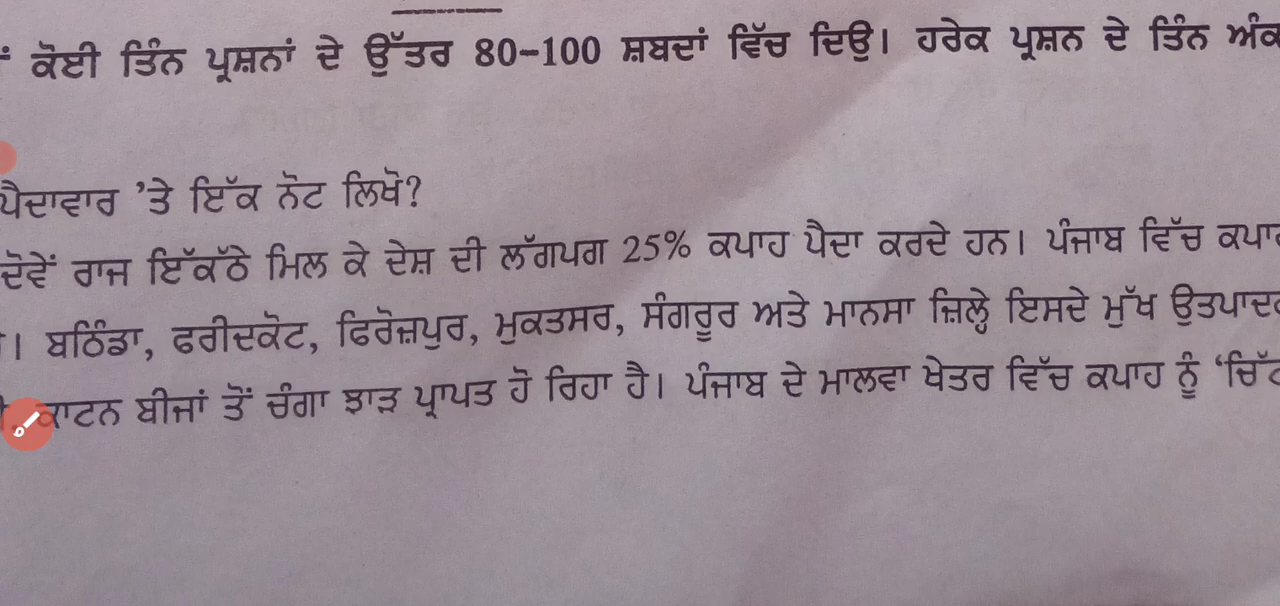 ਕੋਈ ਤਿੰਨ ਪ੍ਰਸ਼ਨਾਂ ਦੇ ਉੱਤਰ 80-100 ਸ਼ਬਦਾਂ ਵਿੱਚ ਦਿਉ। ਹਰੇਕ ਪ੍ਰਸ਼ਨ ਦੇ ਤਿੰਨ ਅੰਕ
ਪੈਦਾਵਾਰ 'ਤੇ ਇੱਕ ਨੋਟ ਲਿਖੋ?
ਦੋਵੇਂ ਰਾਜ ਇੱਕੱਠੇ ਮਿਲ ਕੇ ਦੇਸ਼ ਦੀ ਲੱਗਪਗ 25% ਕਪਾਹ ਪੈਦਾ ਕਰਦੇ ਹਨ। ਪੰਜਾਬ ਵਿੱਚ
। ਬਠਿੰਡਾ, ਫਰੀਦਕੋਟ, ਫਿਰੋਜ਼ਪੁਰ, ਮੁਕਤਸਰ, ਸੰਗਰੂਰ ਅਤੇ ਮਾਨਸਾ ਜ਼ਿਲ੍ਹੇ ਇਸਦੇ ਮੁੱਖ
ਕਾਟਨ ਬੀਜਾਂ ਤੋਂ ਚੰਗਾ ਝਾੜ ਪ੍ਰਾਪਤ ਹੋ ਰਿਹਾ ਹੈ। ਪੰਜਾਬ ਦੇ ਮਾਲਵਾ ਖੇਤਰ ਵਿੱਚ ਕਪਾਹ ਨੂੰ